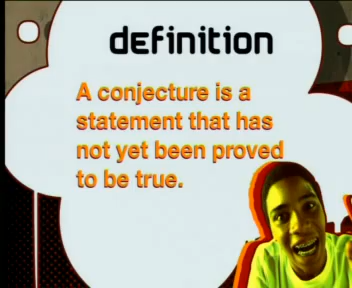 definition
A conjecture is a
statement that has
not yet been proved
to be true.